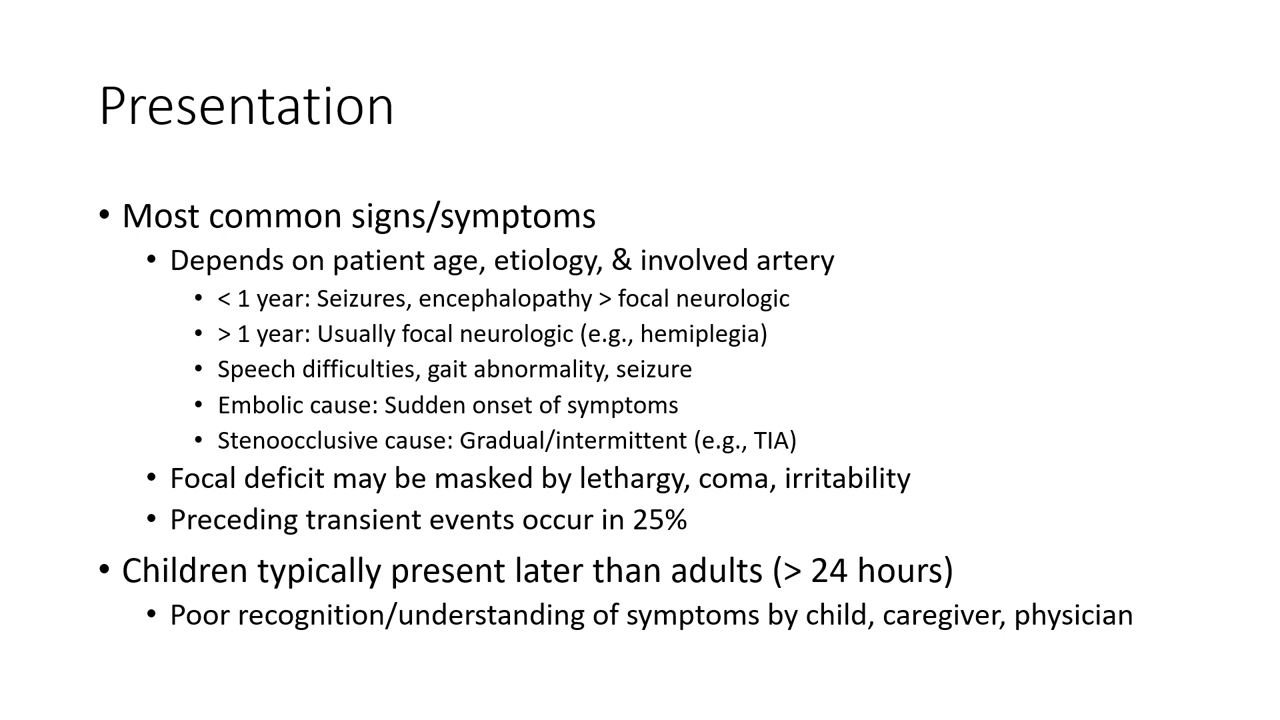 Presentation
• Most common signs/symptoms
• Depends on patient age, etiology, & involved artery
• < 1 year: Seizures, encephalopathy > focal neurologic
• > 1 year: Usually focal neurologic (e.g., hemiplegia)
• Speech difficulties, gait abnormality, seizure
• Embolic cause: Sudden onset of symptoms
• Stenoocclusive cause: Gradual/intermittent (e.g., TIA)
• Focal deficit may be masked by lethargy, coma, irritability
• Preceding transient events occur in 25%
• Children typically present later than adults (> 24 hours)
• Poor recognition/understanding of symptoms by child, caregiver, physician